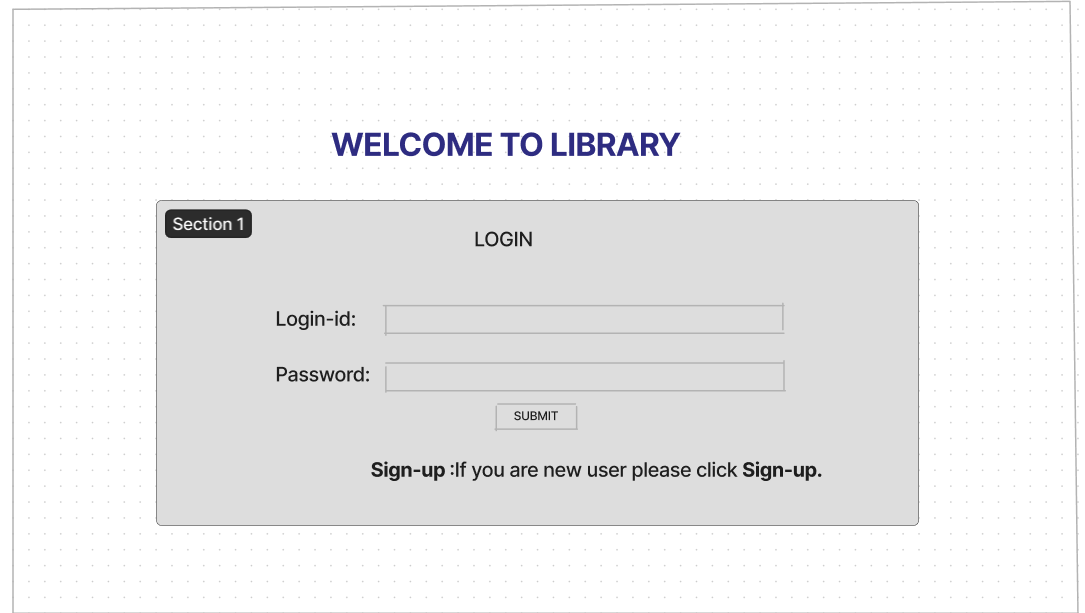 WELCOME TO LIBRARY
Section 1
LOGIN
Login-id:
Password:
SUBMIT
Sign-up :If you are new user please click Sign-up.